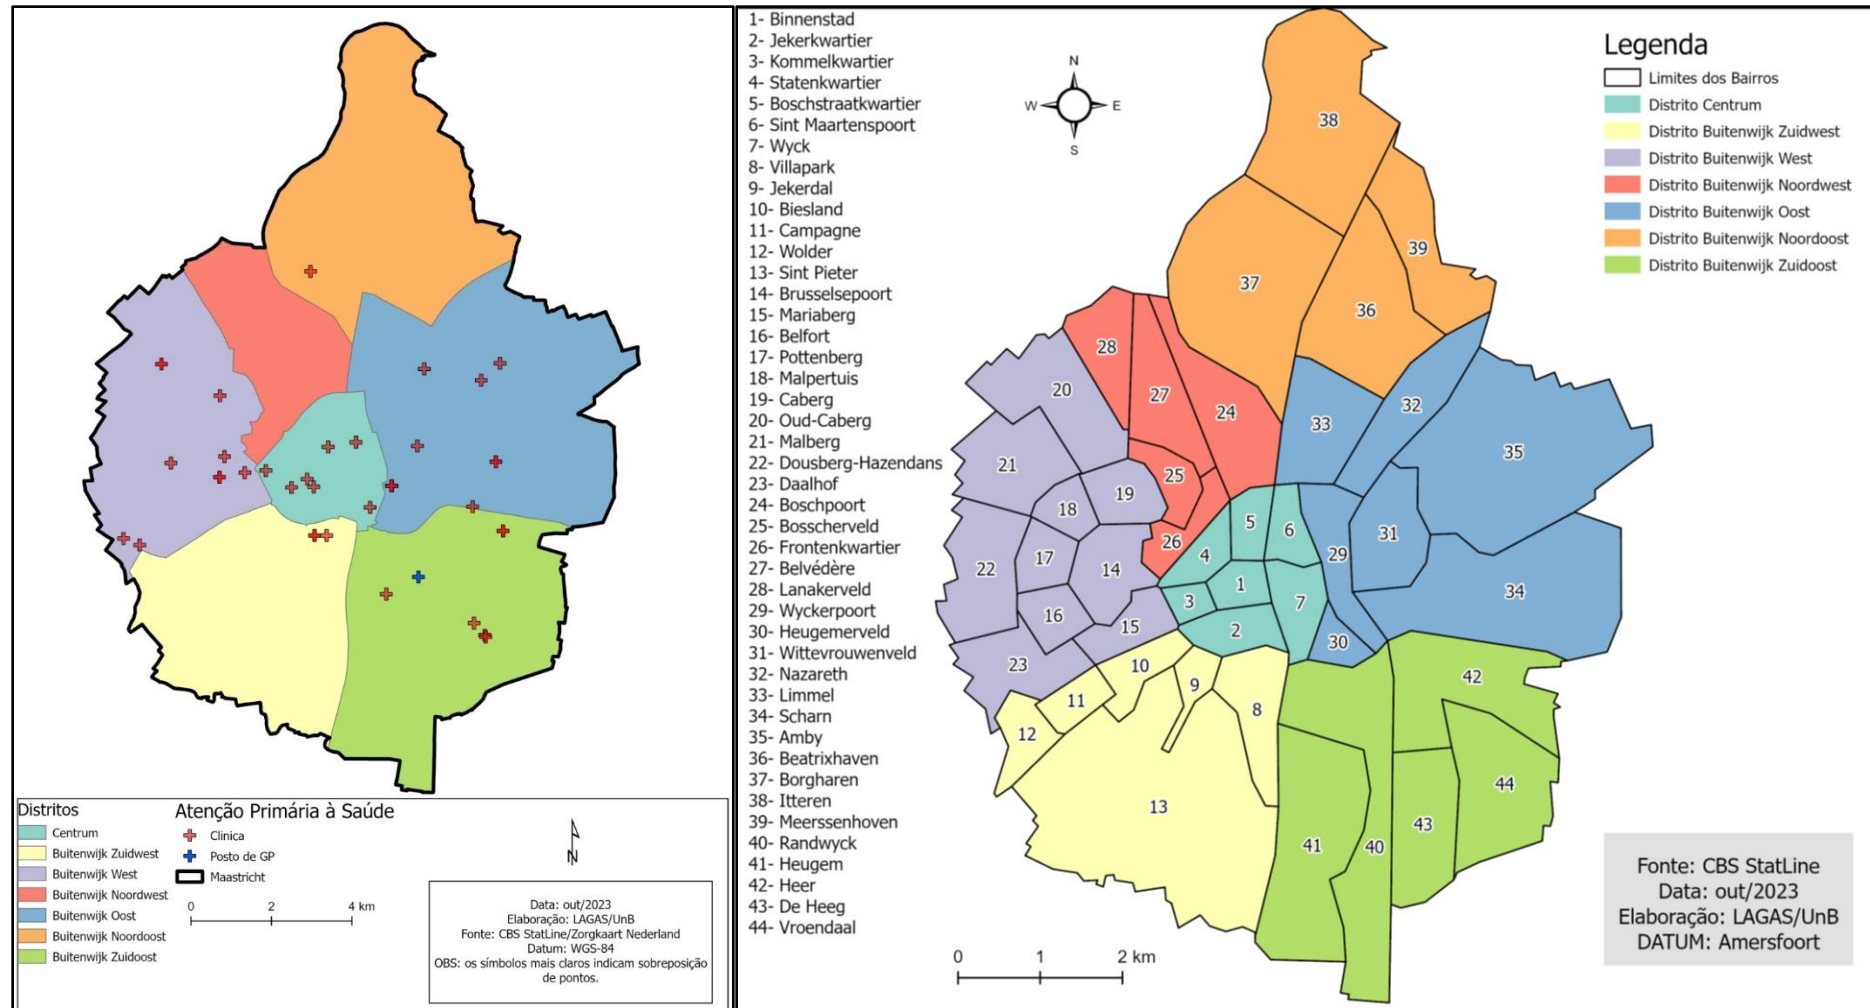 Distritos
Centrum
Buitenwijk Zuidwest
Buitenwijk West
Buitenwijk Noordwest
Buitenwijk Oost
Buitenwijk Noordoost
Buitenwijk Zuidoost
Atenção Primária à Saúde
Clinica
Posto de GP
Maastricht
0 2 4 km
N
Data: out/2023
Elaboração: LAGAS/UnB
Fonte: CBS StatLine/Zorgkaart Nederland
Datum: WGS-84
OBS: os símbolos mais claros indicam sobreposição
de pontos.
1- Binnenstad
2- Jekerkwartier
3- Kommelkwartier
4- Statenkwartier
5- Boschstraatkwartier
6- Sint Maartenspoort
7- Wyck
8- Villapark
9- Jekerdal
10- Biesland
11- Campagne
12- Wolder
13- Sint Pieter
14- Brusselsepoort
15- Mariaberg
16- Belfort
17- Pottenberg
18- Malpertuis
19- Caberg
20- Oud-Caberg
21- Malberg
22- Dousberg-Hazendans
23- Daalhof
24- Boschpoort
25- Bosscherveld
26- Frontenkwartier
27- Belvédère
28- Lanakerveld
29- Wyckerpoort
30- Heugemerveld
31- Wittevrouwenveld
32- Nazareth
33- Limmel
34- Scharn
35- Amby
36- Beatrixhaven
37- Borgharen
38- Itteren
39- Meerssenhoven
40- Randwyck
41- Heugem
42- Heer
43- De Heeg
44- Vroendaal
N
W E
S
38
39
37
36
28
27
20
24
32
33
35
25
21
19
18
5
6
31
26
4
29
17
14
22
1
34
3
7
16
15
2
30
23
10
9
42
11
8
12
44
13
43
41
40
0 1 2 km
Legenda
Limites dos Bairros
Distrito Centrum
Distrito Buitenwijk Zuidwest
Distrito Buitenwijk West
Distrito Buitenwijk Noordwest
Distrito Buitenwijk Oost
Distrito Buitenwijk Noordoost
Distrito Buitenwijk Zuidoost
Fonte: CBS StatLine
Data: out/2023
Elaboração: LAGAS/UnB
DATUM: Amersfoort